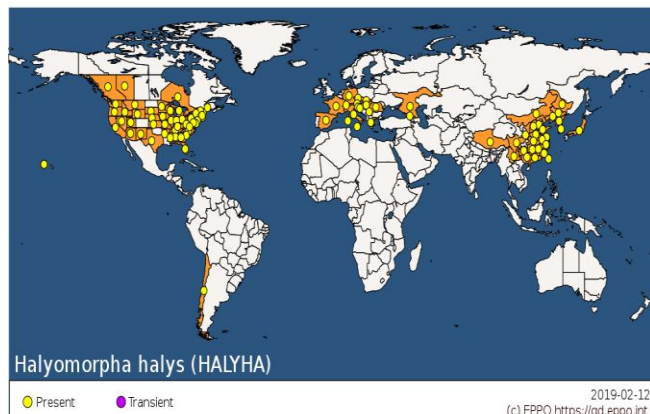 Halyomorpha halys (HALYHA)
Present
Transient
2019-02-12
(c) EPPO https://gd.eppo.int